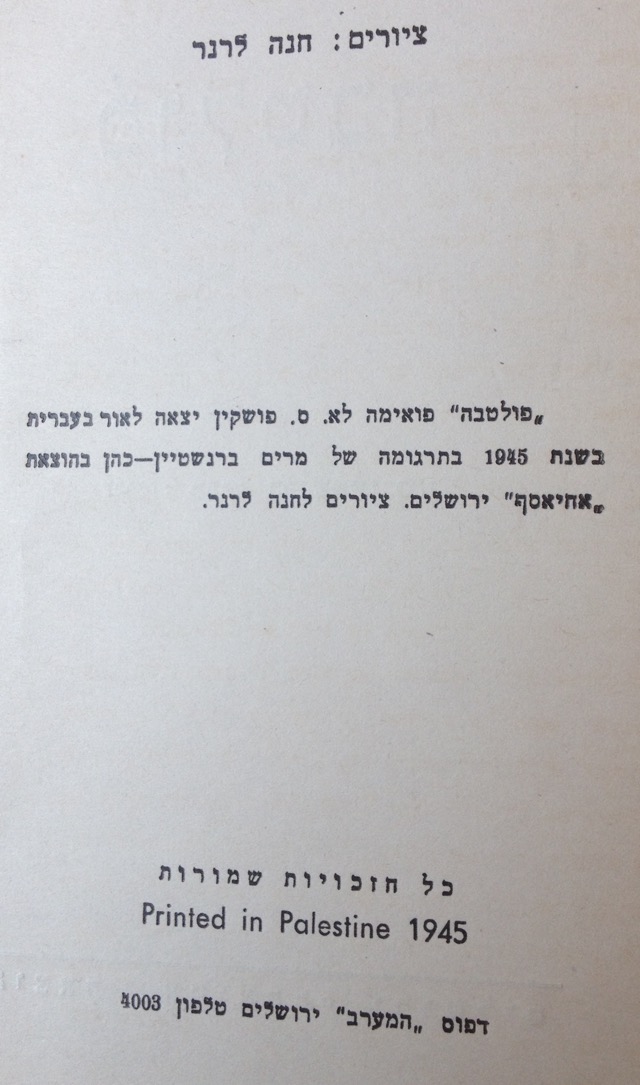 ציורים: חנה לרנר
„פולטבה" פואימה לא. ס. פושקין יצאה לאור בעברית
בשנת 1945 בתרגומה של מרים ברנשטיין—כהן בהוצאת
„אחיאסף" ירושלים. ציורים לחנה לרנר.
כל הזכויות שמורות
Printed in Palestine 1945
דפוס „המערב" ירושלים טלפון 4003